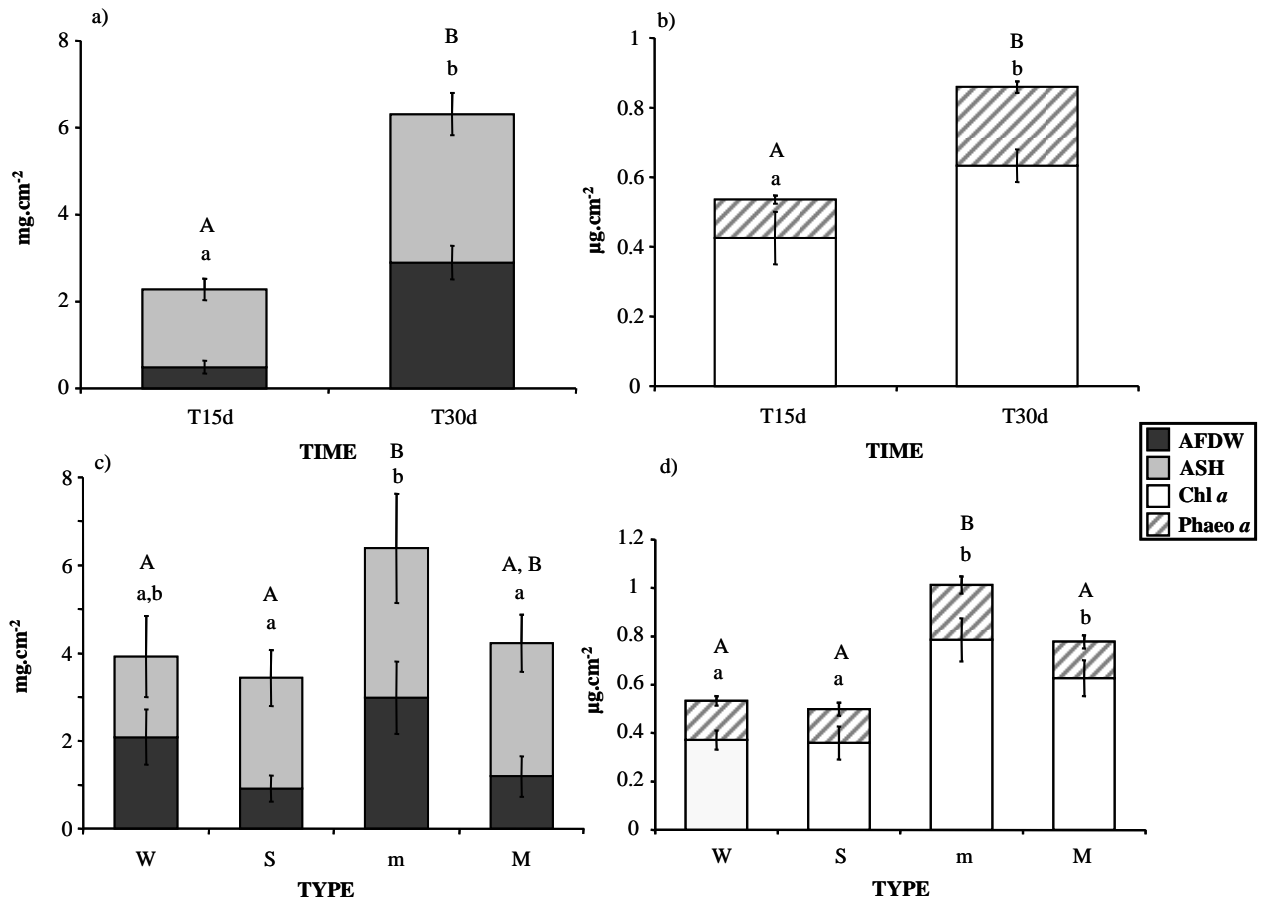 a)
8
6
4
2
0
mg.cm-2
A
a
B
b
T15d
T30d
TIME
b)
1
0.8
0.6
0.4
0.2
0
µg.cm-2
A
a
B
b
T15d
T30d
TIME
AFDW
ASH
Chl a
Phaeo a
c)
8
6
4
2
0
mg.cm-2
A
a,b
A
a
B
b
A, B
a
W
S
m
M
TYPE
d)
1.2
1
0.8
0.6
0.4
0.2
0
µg.cm-2
A
a
A
a
B
b
A
b
W
S
m
M
TYPE